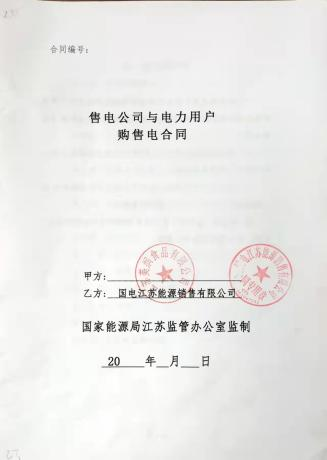 合同编号:
售电公司与电力用户
购售电合同
甲方:
乙方: 国电江苏能源销售有限公司
国家能源局江苏监管办公室监制
20 年 月 日